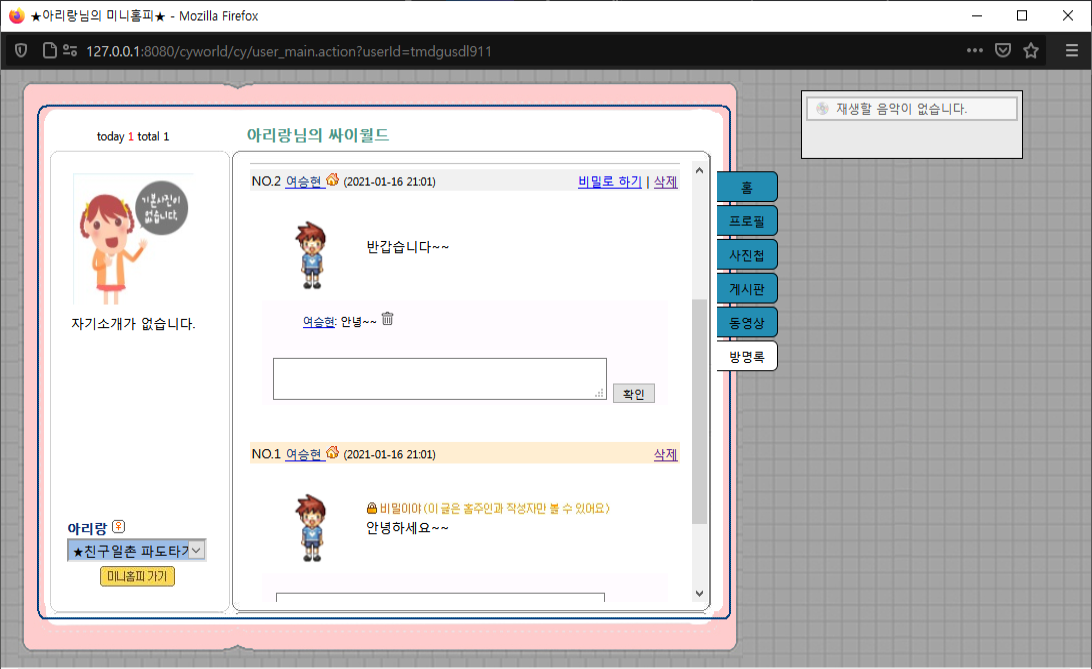 ★아리랑님의 미니홈피★ - Mozilla Firefox
127.0.0.1:8080/cyworld/cy/user_main.action?userId=tmdgusdl911
재생할 음악이 없습니다.
today 1 total 1
아리랑님의 싸이월드
기본사진이
없습니다.
자기소개가 없습니다.
아리랑
★친구일촌 파도타기
미니홈피 가기
NO.2 여승현 (2021-01-16 21:01) 비밀로 하기 | 삭제
반갑습니다~~
여승현: 안녕~~
확인
NO.1 여승현 (2021-01-16 21:01) 삭제
비밀이야 (이 글은 홈주인과 작성자만 볼 수 있어요)
안녕하세요~~
홈
프로필
사진첩
게시판
동영상
방명록